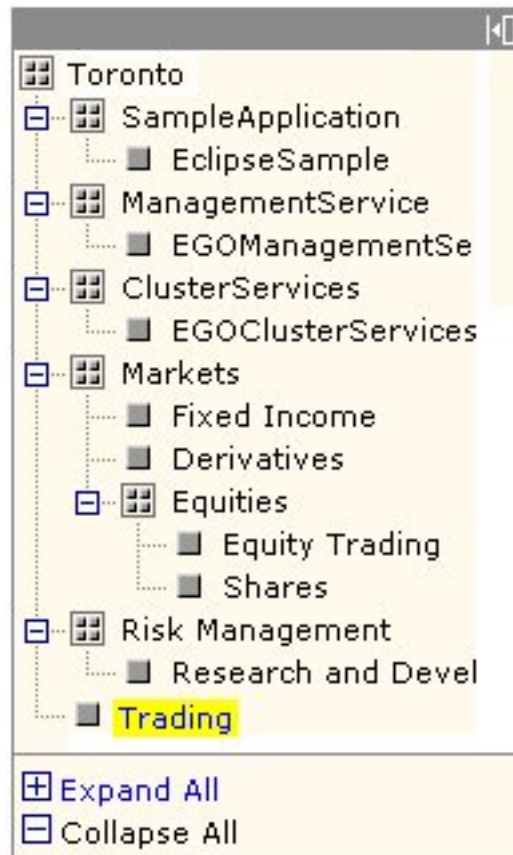 Toronto
SampleApplication
EclipseSample
ManagementService
EGOManagementSe
ClusterServices
EGOClusterServices
Markets
Fixed Income
Derivatives
Equities
Equity Trading
Shares
Risk Management
Research and Devel
Trading
Expand All
Collapse All